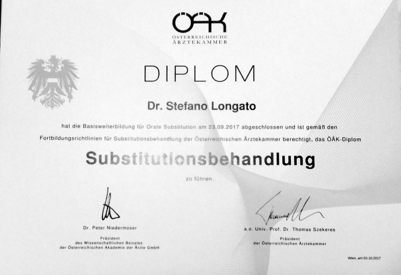 ÖÄK
ÖSTERREICHISCHE
ÄRZTEKAMMER
DIPLOM
Dr. Stefano Longato
hat die Basisweiterbildung für Orale Substitution am 23.09.2017 abgeschlossen und ist gemäß den
Fortbildungsrichtlinien für Substitutionsbehandlung der Österreichischen Ärztekammer berechtigt, das ÖÄK-Diplom
Substitutionsbehandlung
zu führen.
Dr. Peter Niedermoser
Präsident
des Wissenschaftlichen Beirates
der Österreichischen Akademie der Ärzte GmbH
a.o. Univ. Prof. Dr. Thomas Szekeres
Präsident
der Österreichischen Ärztekammer
Wien, am